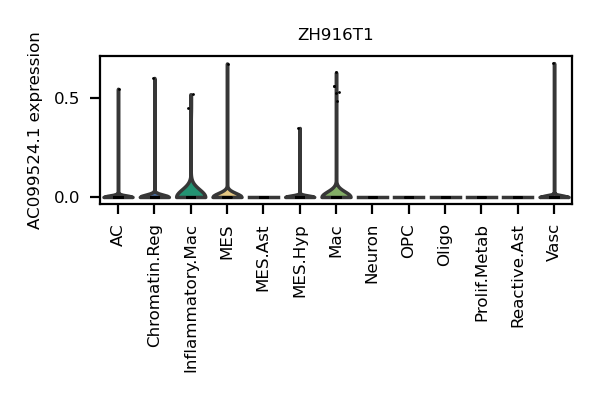 ZH916T1
AC099524.1 expression
0.5
0.0
AC
Chromatin.Reg
Inflammatory.Mac
MES
MES.Ast
MES.Hyp
Mac
Neuron
OPC
Oligo
Prolif.Metab
Reactive.Ast
Vasc